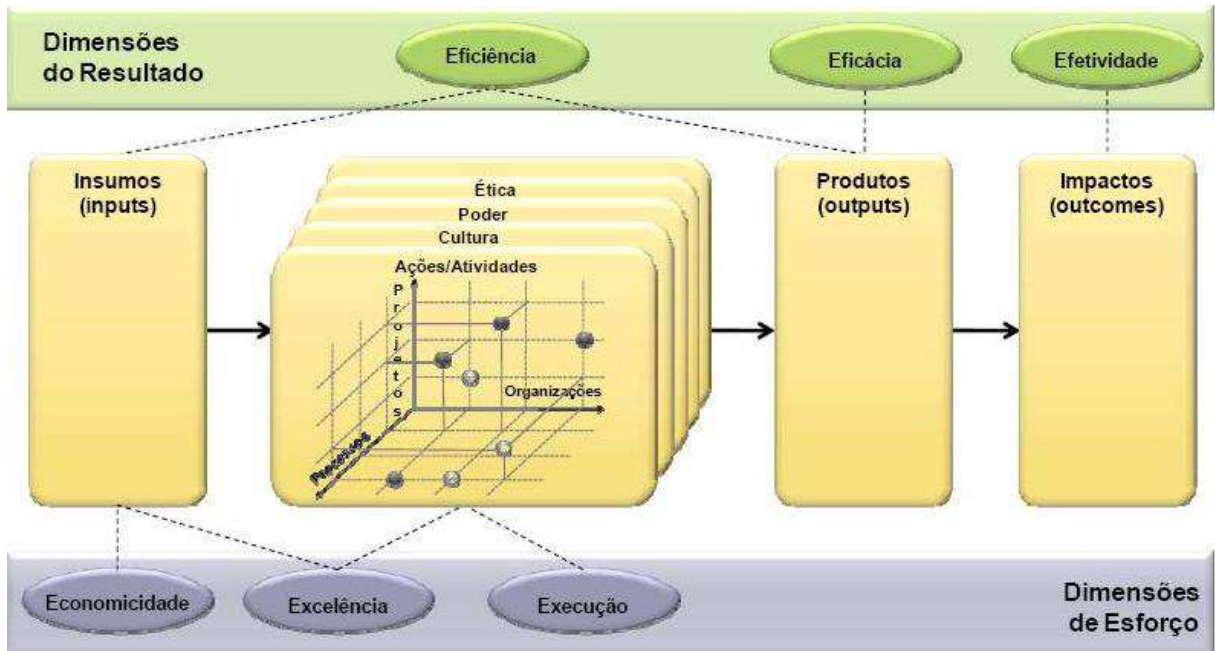 Dimensões
do Resultado
Eficiência
Eficácia
Efetividade
Insumos
(inputs)
Ética
Poder
Cultura
Ações/Atividades
Projetos
Organizações
Processos
Produtos
(outputs)
Impactos
(outcomes)
Economicidade
Excelência
Execução
Dimensões
de Esforço